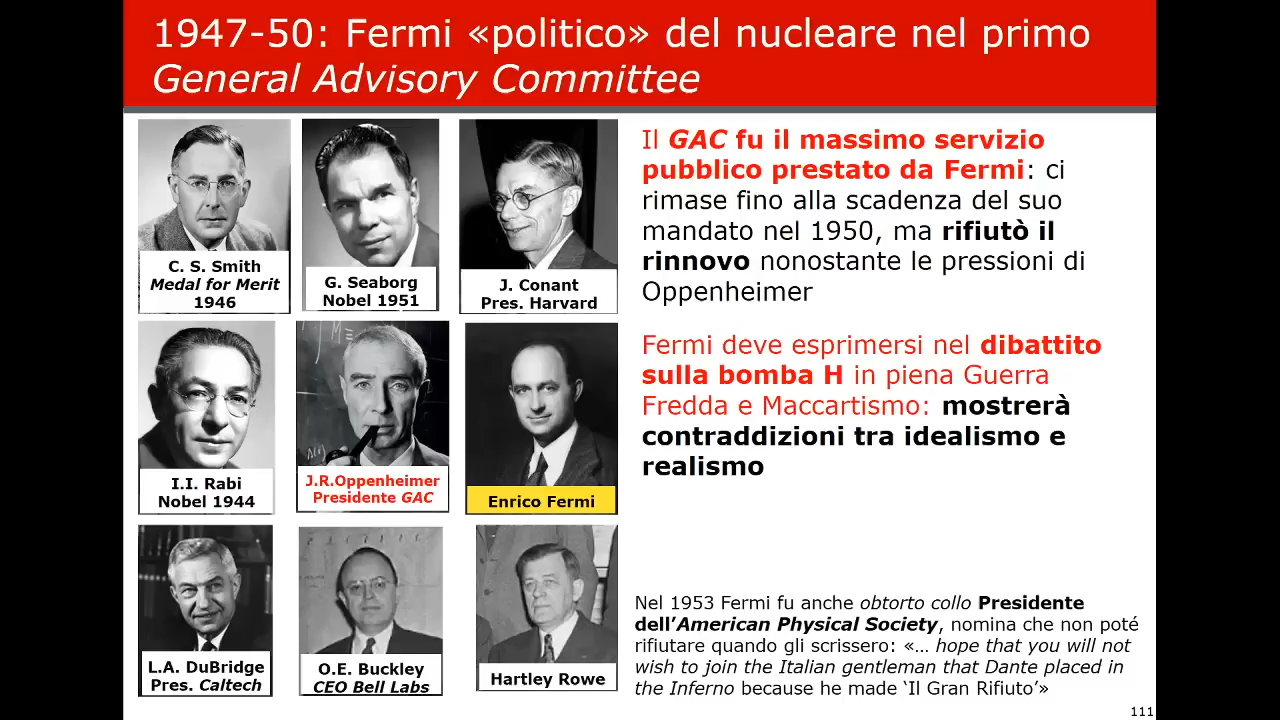 1947-50: Fermi «politico» del nucleare nel primo
General Advisory Committee
C. S. Smith
Medal for Merit
1946
G. Seaborg
Nobel 1951
J. Conant
Pres. Harvard
I.I. Rabi
Nobel 1944
J.R.Oppenheimer
Presidente GAC
Enrico Fermi
L.A. DuBridge
Pres. Caltech
O.E. Buckley
CEO Bell Labs
Hartley Rowe
Il GAC fu il massimo servizio
pubblico prestato da Fermi: ci
rimase fino alla scadenza del suo
mandato nel 1950, ma rifiutò il
rinnovo nonostante le pressioni di
Oppenheimer
Fermi deve esprimersi nel dibattito
sulla bomba H in piena Guerra
Fredda e Maccartismo: mostrerà
contraddizioni tra idealismo e
realismo
Nel 1953 Fermi fu anche obtorto collo Presidente
dell’American Physical Society, nomina che non poté
rifiutare quando gli scrissero: «… hope that you will not
wish to join the Italian gentleman that Dante placed in
the Inferno because he made ‘Il Gran Rifiuto’»
111